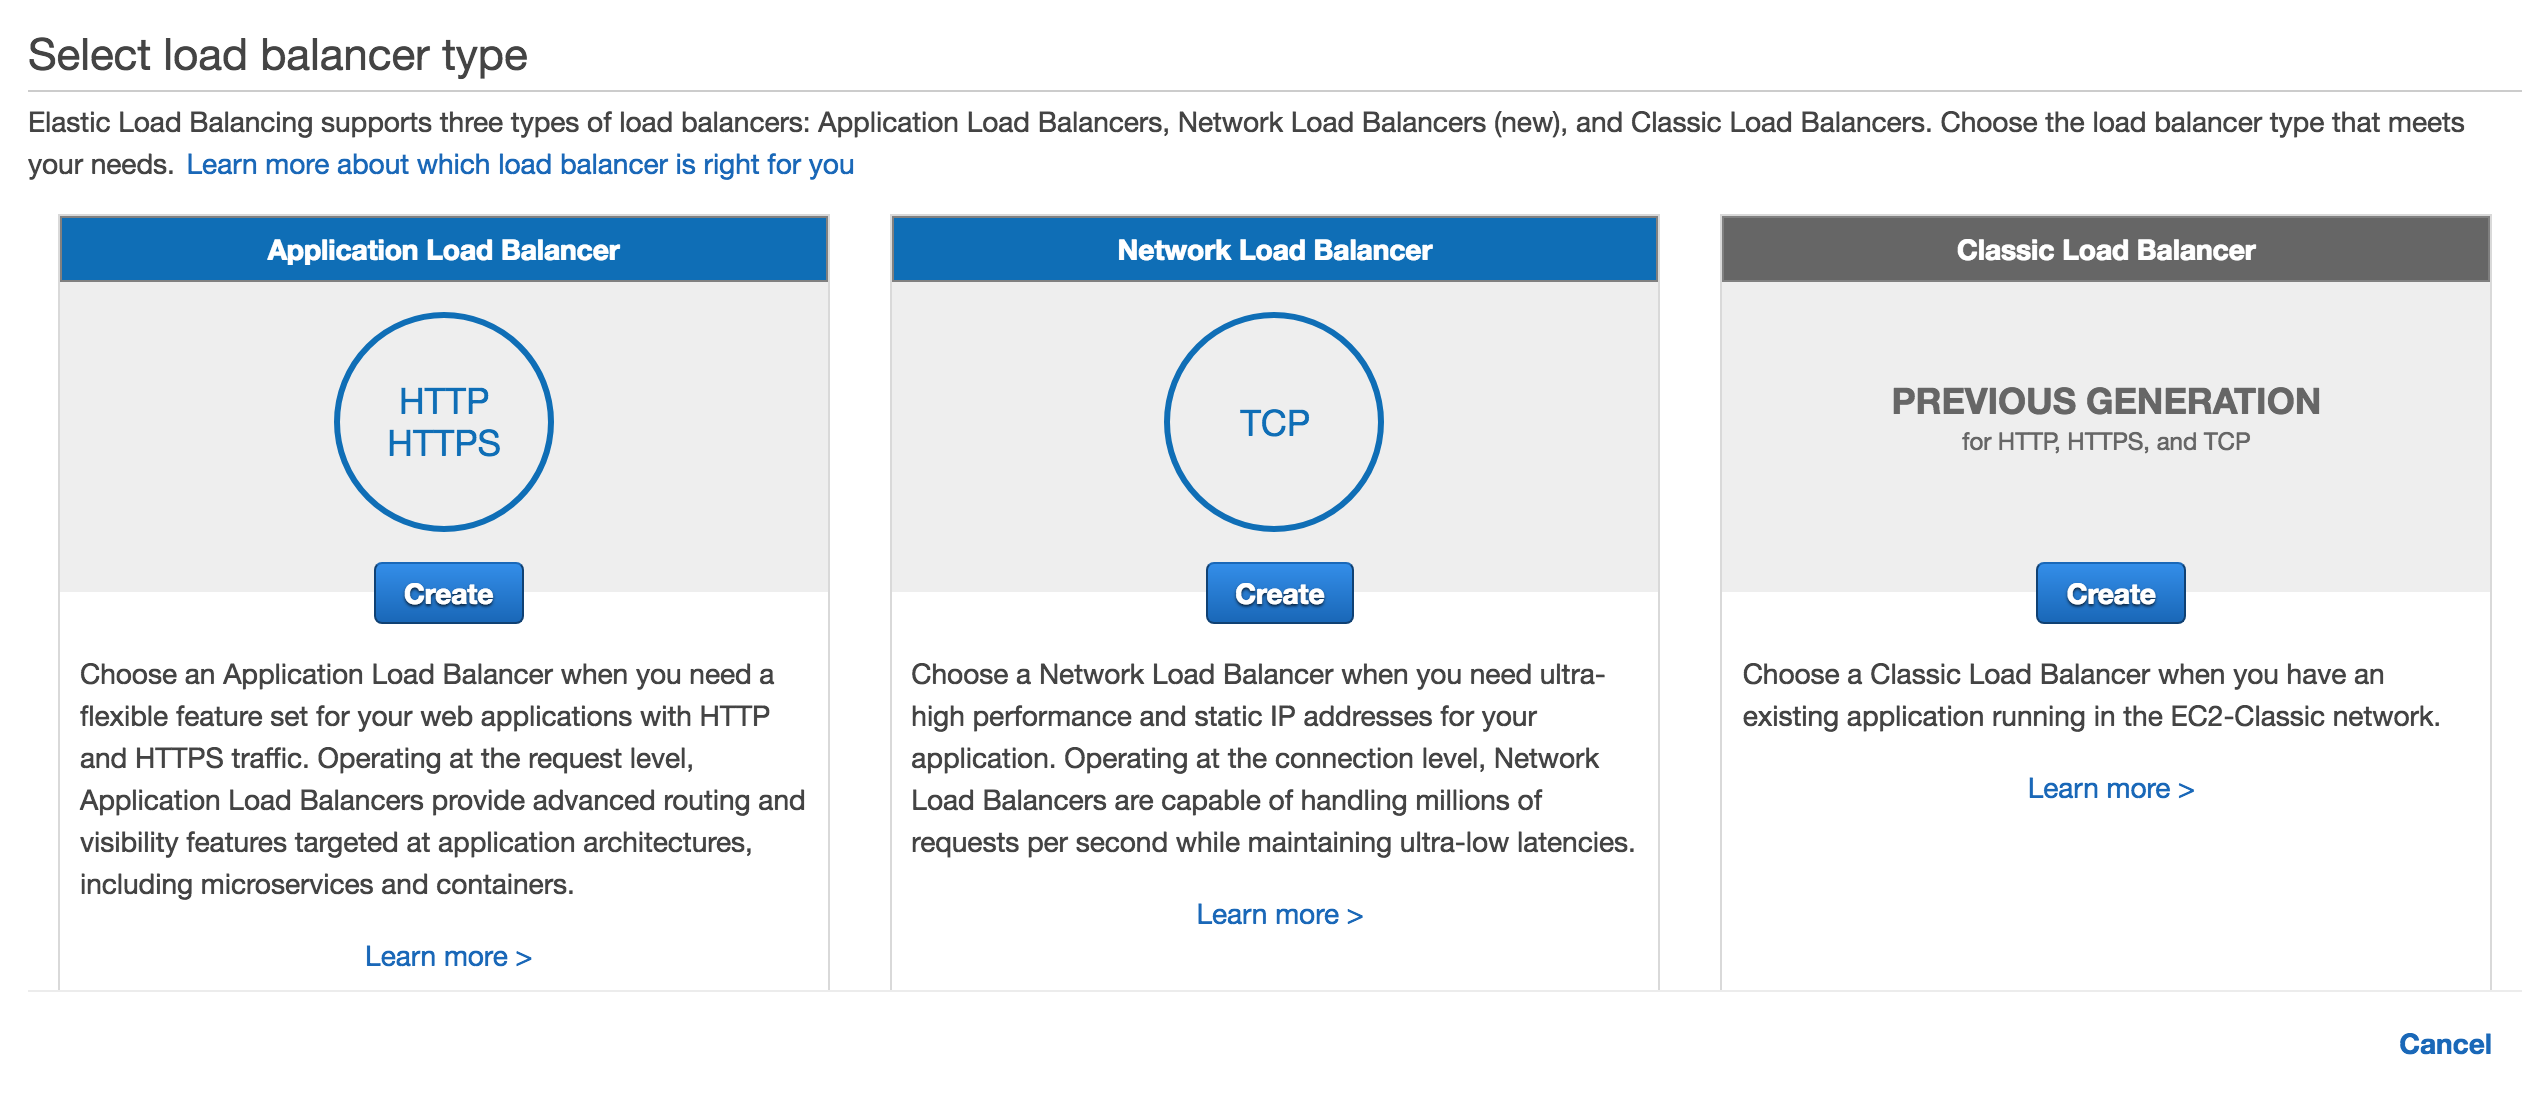 Select load balancer type
Elastic Load Balancing supports three types of load balancers: Application Load Balancers, Network Load Balancers (new), and Classic Load Balancers. Choose the load balancer type that meets
your needs. Learn more about which load balancer is right for you
Application Load Balancer
HTTP
HTTPS
Create
Choose an Application Load Balancer when you need a
flexible feature set for your web applications with HTTP
and HTTPS traffic. Operating at the request level,
Application Load Balancers provide advanced routing and
visibility features targeted at application architectures,
including microservices and containers.
Learn more >
Network Load Balancer
TCP
Create
Choose a Network Load Balancer when you need ultra-
high performance and static IP addresses for your
application. Operating at the connection level, Network
Load Balancers are capable of handling millions of
requests per second while maintaining ultra-low latencies.
Learn more >
Classic Load Balancer
PREVIOUS GENERATION
for HTTP, HTTPS, and TCP
Create
Choose a Classic Load Balancer when you have an
existing application running in the EC2-Classic network.
Learn more >
Cancel